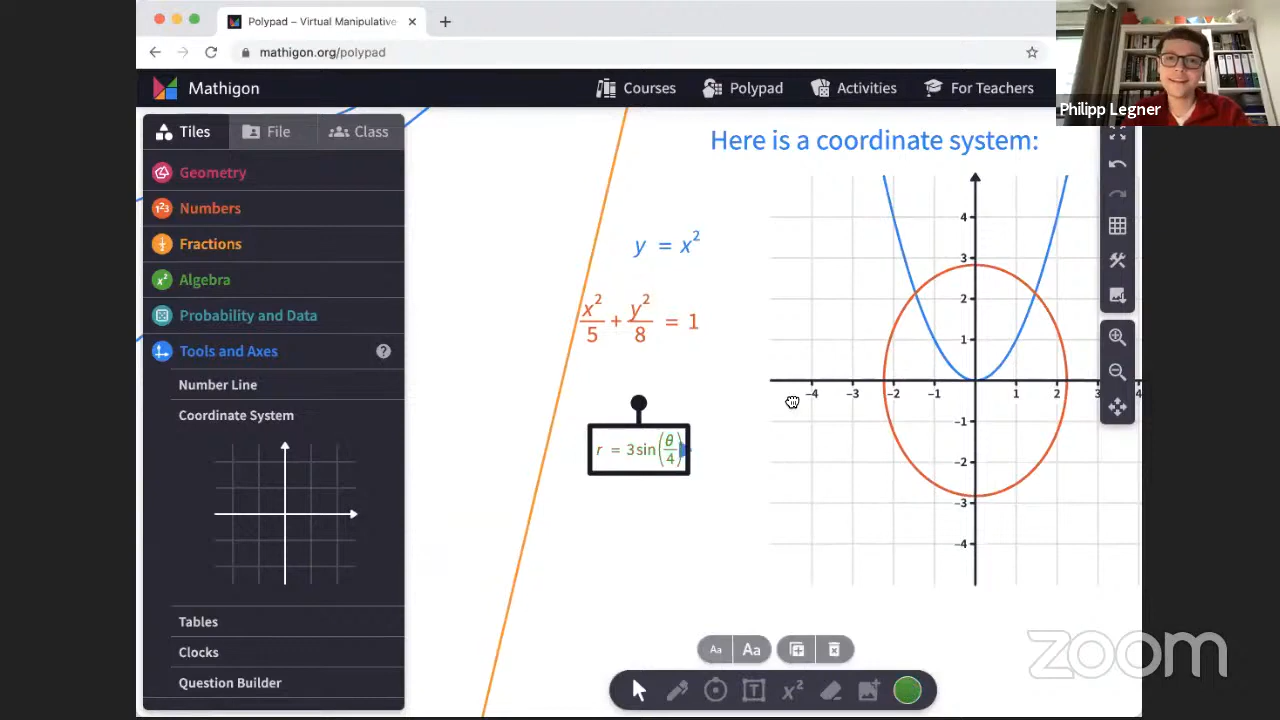 Polypad – Virtual Manipulative
mathigon.org/polypad
Philipp Legner
Mathigon
Courses
Polypad
Activities
For Teachers
Tiles
File
Class
Geometry
Numbers
Fractions
Algebra
Probability and Data
Tools and Axes
?
Number Line
Coordinate System
Tables
Clocks
Question Builder
Here is a coordinate system:
y = x²
x²/5 + y²/8 = 1
r = 3sin(θ/4)
4
3
2
1
−4 −3 −2 −1 1 2 3 4
−1
−2
−3
−4
Aa Aa
T x²
zoom